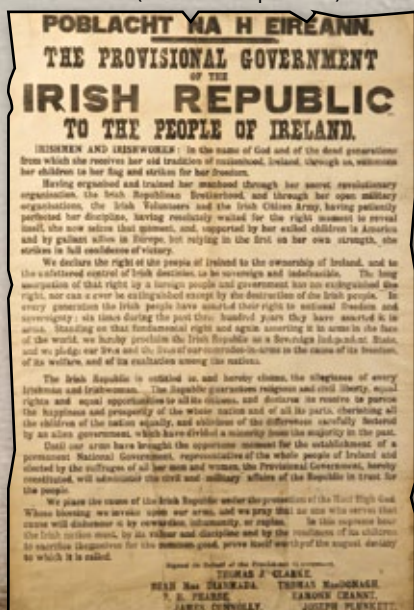 POBLACHT NA H EIREANN.
THE PROVISIONAL GOVERNMENT
OF THE
IRISH REPUBLIC
TO THE PEOPLE OF IRELAND.
IRISHMEN AND IRISHWOMEN: In the name of God and of the dead generations
from which she receives her old tradition of nationhood, Ireland, through us, summons
her children to her flag and strikes for her freedom.
Having organised and trained her manhood through her secret revolutionary
organisation, the Irish Republican Brotherhood, and through her open military
organisations, the Irish Volunteers and the Irish Citizen Army, having patiently
perfected her discipline, having resolutely waited for the right moment to reveal
itself, she now seizes that moment, and, supported by her exiled children in America
and by gallant allies in Europe, but relying in the first on her own strength, she
strikes in full confidence of victory.
We declare the right of the people of Ireland to the ownership of Ireland, and to
the unfettered control of Irish destinies, to be sovereign and indefeasible. The long
usurpation of that right by a foreign people and government has not extinguished the
right, nor can it ever be extinguished except by the destruction of the Irish people. In
every generation the Irish people have asserted their right to national freedom and
sovereignty; six times during the past three hundred years they have asserted it in
arms. Standing on that fundamental right and again asserting it in arms in the face
of the world, we hereby proclaim the Irish Republic as a Sovereign Independent State,
and we pledge our lives and the lives of our comrades-in-arms to the cause of its freedom,
of its welfare, and of its exaltation among the nations.
The Irish Republic is entitled to, and hereby claims, the allegiance of every
Irishman and Irishwoman. The Republic guarantees religious and civil liberty, equal
rights and equal opportunities to all its citizens, and declares its resolve to pursue
the happiness and prosperity of the whole nation and of all its parts, cherishing all
the children of the nation equally, and oblivious of the differences carefully fostered
by an alien government, which have divided a minority from the majority in the past.
Until our arms have brought the opportune moment for the establishment of a
permanent National Government, representative of the whole people of Ireland and
elected by the suffrages of all her men and women, the Provisional Government, hereby
constituted, will administer the civil and military affairs of the Republic in trust for
the people.
We place the cause of the Irish Republic under the protection of the Most High God,
Whose blessing we invoke upon our arms, and we pray that no one who serves that
cause will dishonour it by cowardice, inhumanity, or rapine. In this supreme hour
the Irish nation must, by its valour and discipline and by the readiness of its children
to sacrifice themselves for the common good, prove itself worthy of the august destiny
to which it is called.
Signed on Behalf of the Provisional Government,
THOMAS J. CLARKE,
SEAN Mac DIARMADA, THOMAS MacDONAGH,
P. H. PEARSE, EAMONN CEANNT,
JAMES CONNOLLY, JOSEPH PLUNKETT